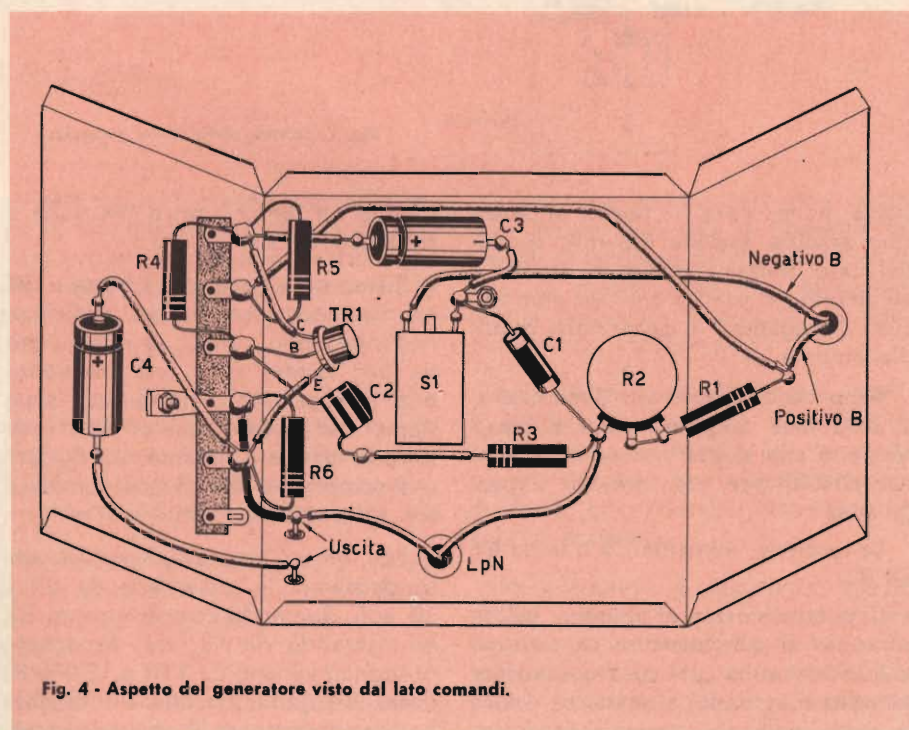 C3
Negativo B
R4
R5
+
−
C
TR1
B
C4
+
E
C1
C2
S1
R2
R1
Positivo B
−
R6
R3
Uscita
LpN
Fig. 4 - Aspetto del generatore visto dal lato comandi.